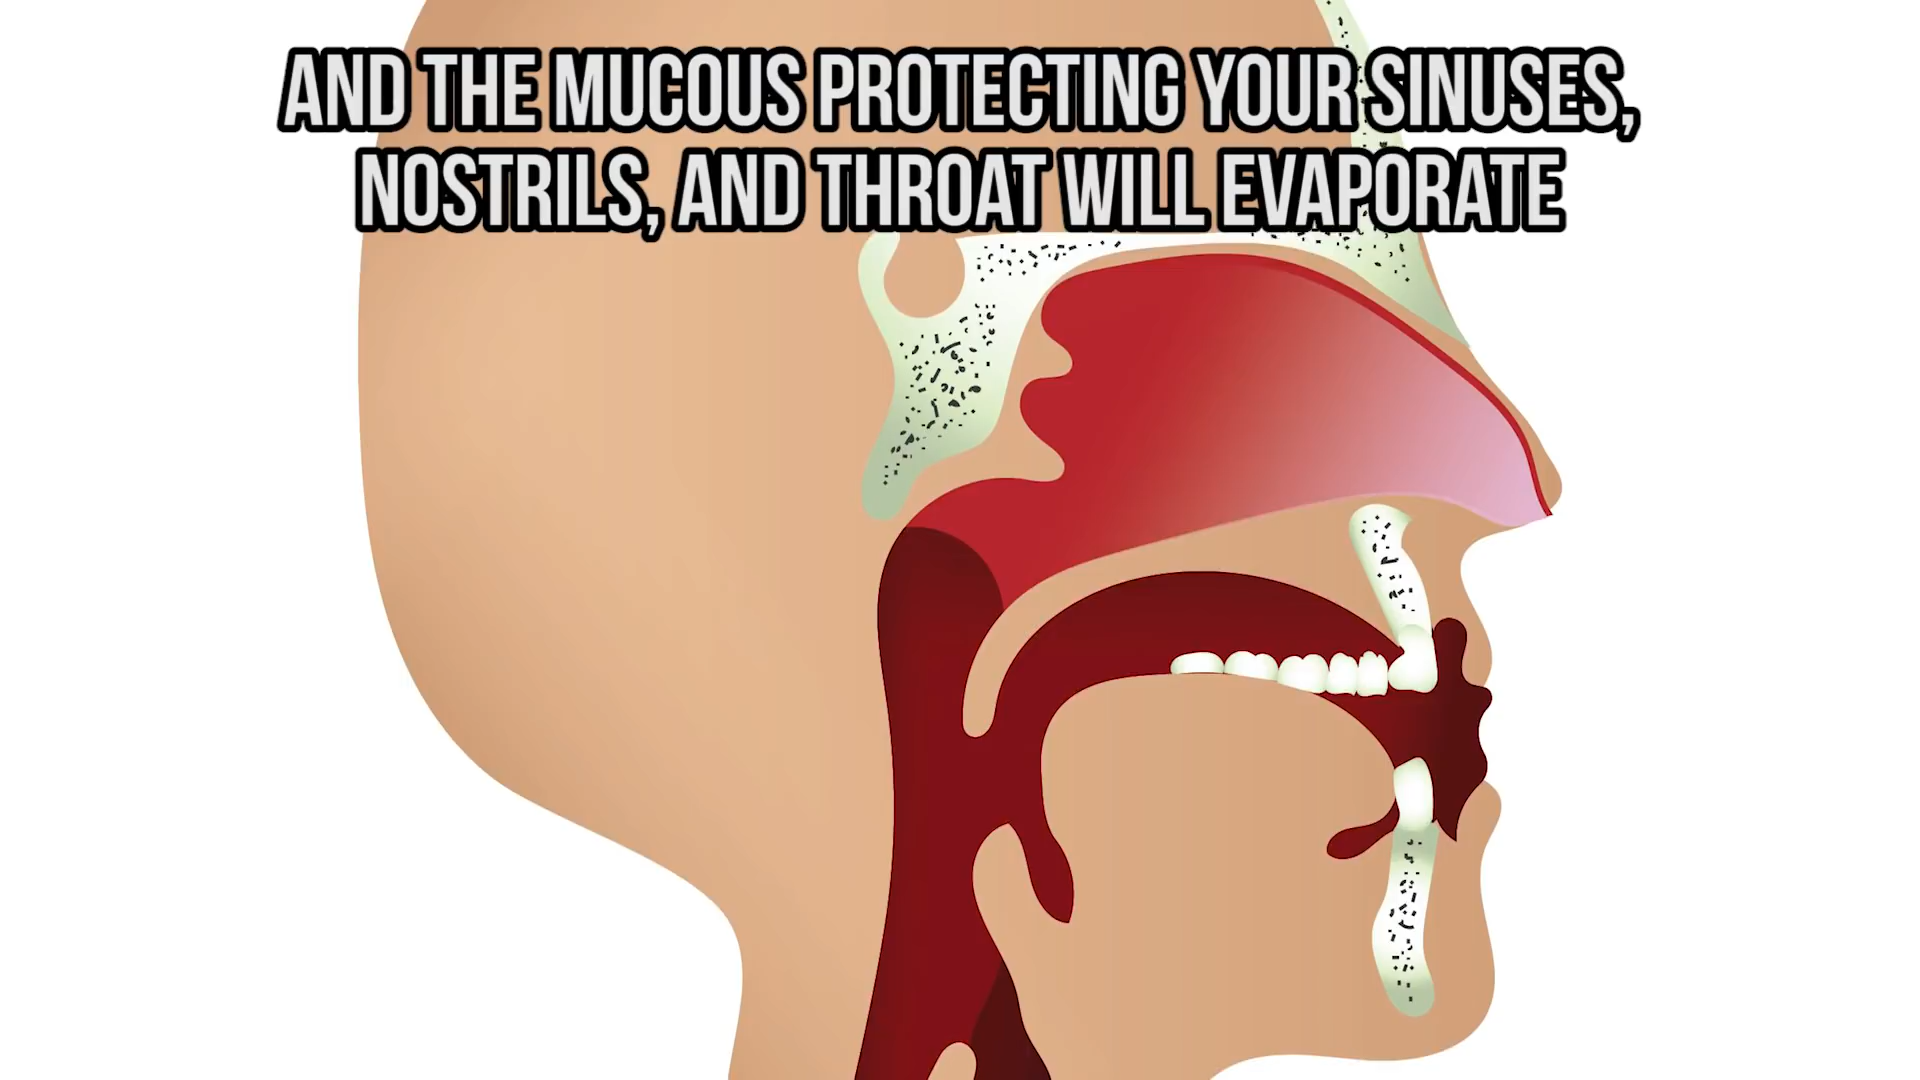 AND THE MUCOUS PROTECTING YOUR SINUSES,
NOSTRILS, AND THROAT WILL EVAPORATE